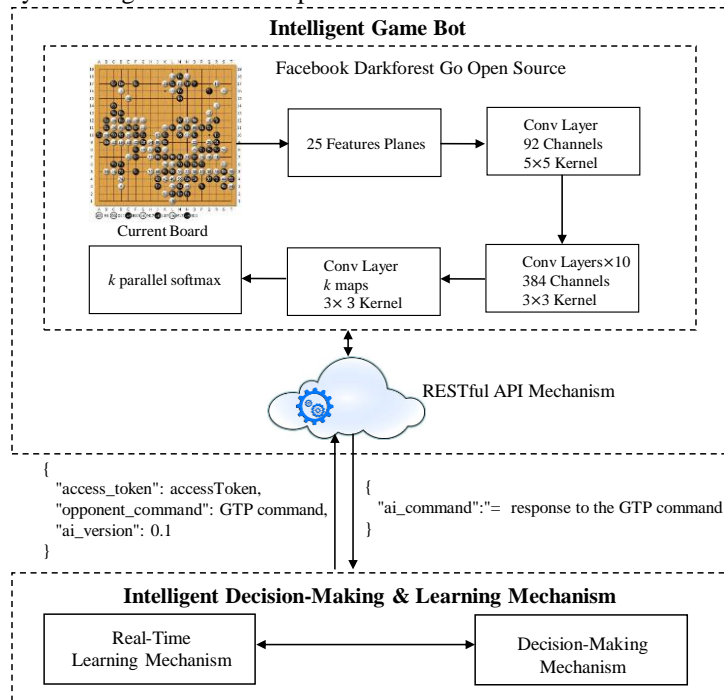 Intelligent Game Bot
Facebook Darkforest Go Open Source
Current Board
25 Features Planes
Conv Layer
92 Channels
5×5 Kernel
Conv Layers×10
384 Channels
3×3 Kernel
Conv Layer
k maps
3× 3 Kernel
k parallel softmax
RESTful API Mechanism
{
"access_token": accessToken,
"opponent_command": GTP command,
"ai_version": 0.1
}
{
"ai_command":"= response to the GTP command
}
Intelligent Decision-Making & Learning Mechanism
Real-Time
Learning Mechanism
Decision-Making
Mechanism